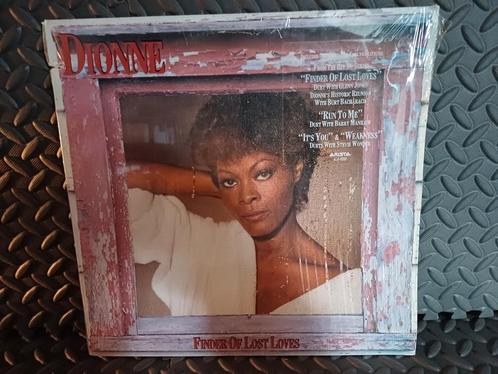 DIONNE
"FINDER OF LOST LOVES"
DUET WITH GLENN JONES
DIONNE'S HISTORIC REUNION
WITH BURT BACHARACH
"RUN TO ME"
DUET WITH BARRY MANILOW
"IT'S YOU" & "WEAKNESS"
DUETS WITH STEVIE WONDER
ARISTA
FINDER OF LOST LOVES